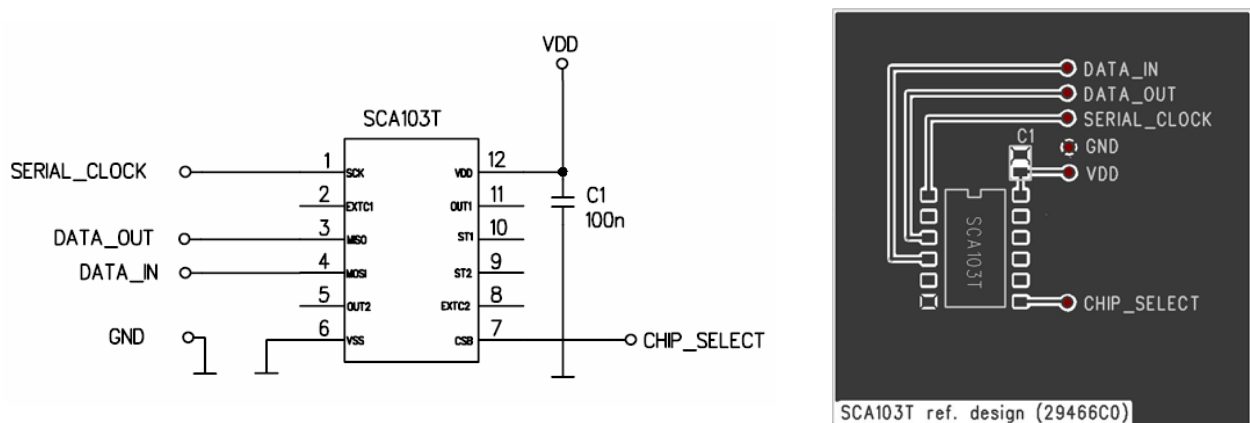 VDD
SCA103T
SERIAL_CLOCK
1
SCK
VDD
12
2
EXTC1
OUT1
11
C1
100n
DATA_OUT
3
MISO
ST1
10
DATA_IN
4
MOSI
ST2
9
5
OUT2
EXTC2
8
GND
6
VSS
CSB
7
CHIP_SELECT
DATA_IN
DATA_OUT
SERIAL_CLOCK
C1
GND
VDD
SCA103T
CHIP_SELECT
SCA103T ref. design (29466C0)